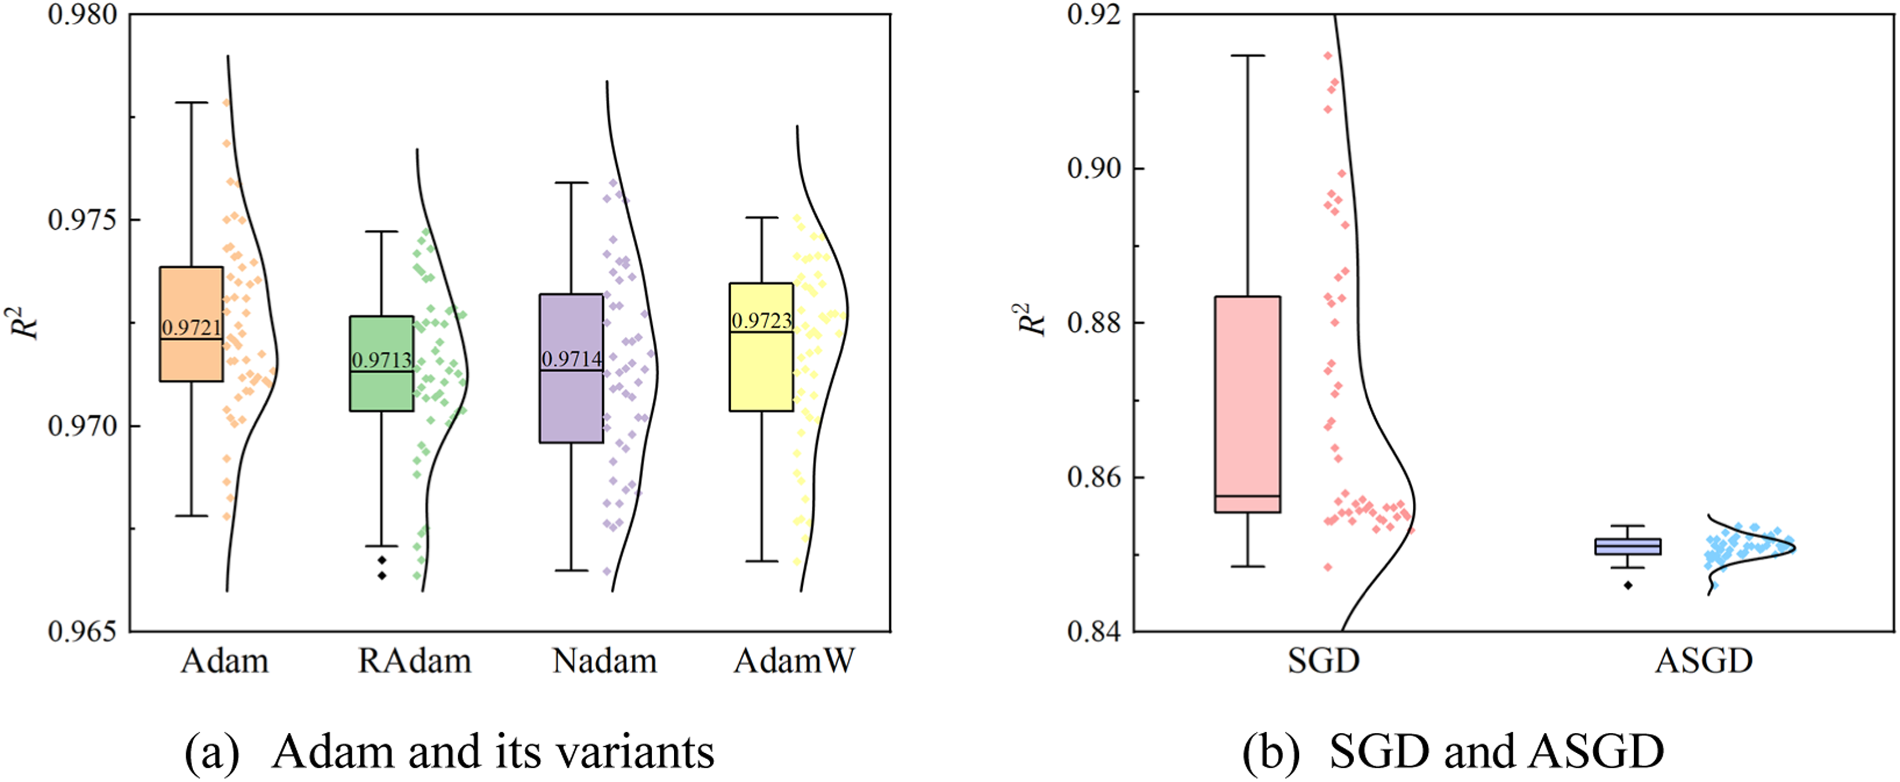 0.980
0.975
0.970
0.965
R²
0.9721
0.9713
0.9714
0.9723
Adam
RAdam
Nadam
AdamW
(a) Adam and its variants
0.92
0.90
0.88
0.86
0.84
R²
SGD
ASGD
(b) SGD and ASGD